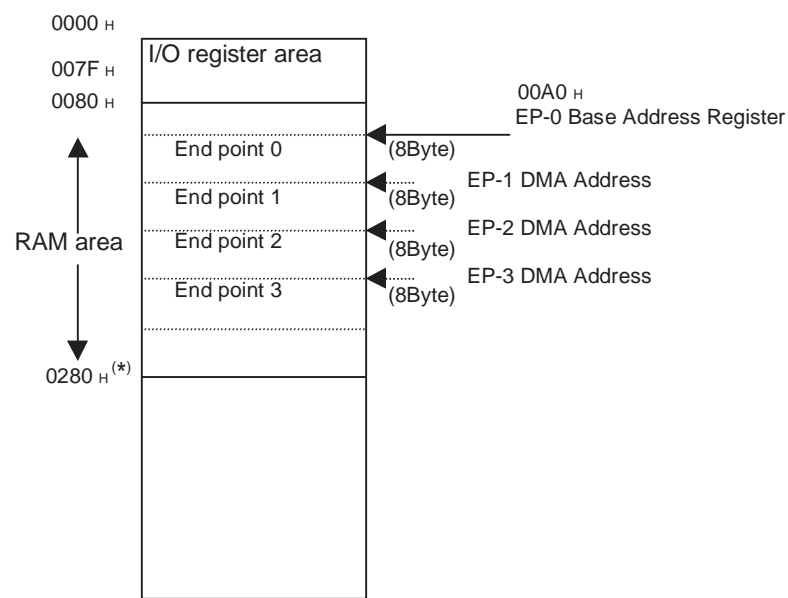 0000 H
I/O register area
007F H
0080 H
00A0 H
EP-0 Base Address Register
End point 0
(8Byte)
EP-1 DMA Address
End point 1
(8Byte)
EP-2 DMA Address
RAM area
End point 2
(8Byte)
EP-3 DMA Address
End point 3
(8Byte)
0280 H (*)